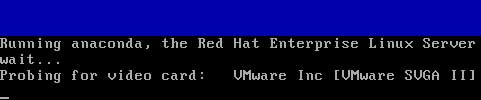 Running anaconda, the Red Hat Enterprise Linux Server
wait...
Probing for video card:   VMware Inc [VMware SVGA II]
_